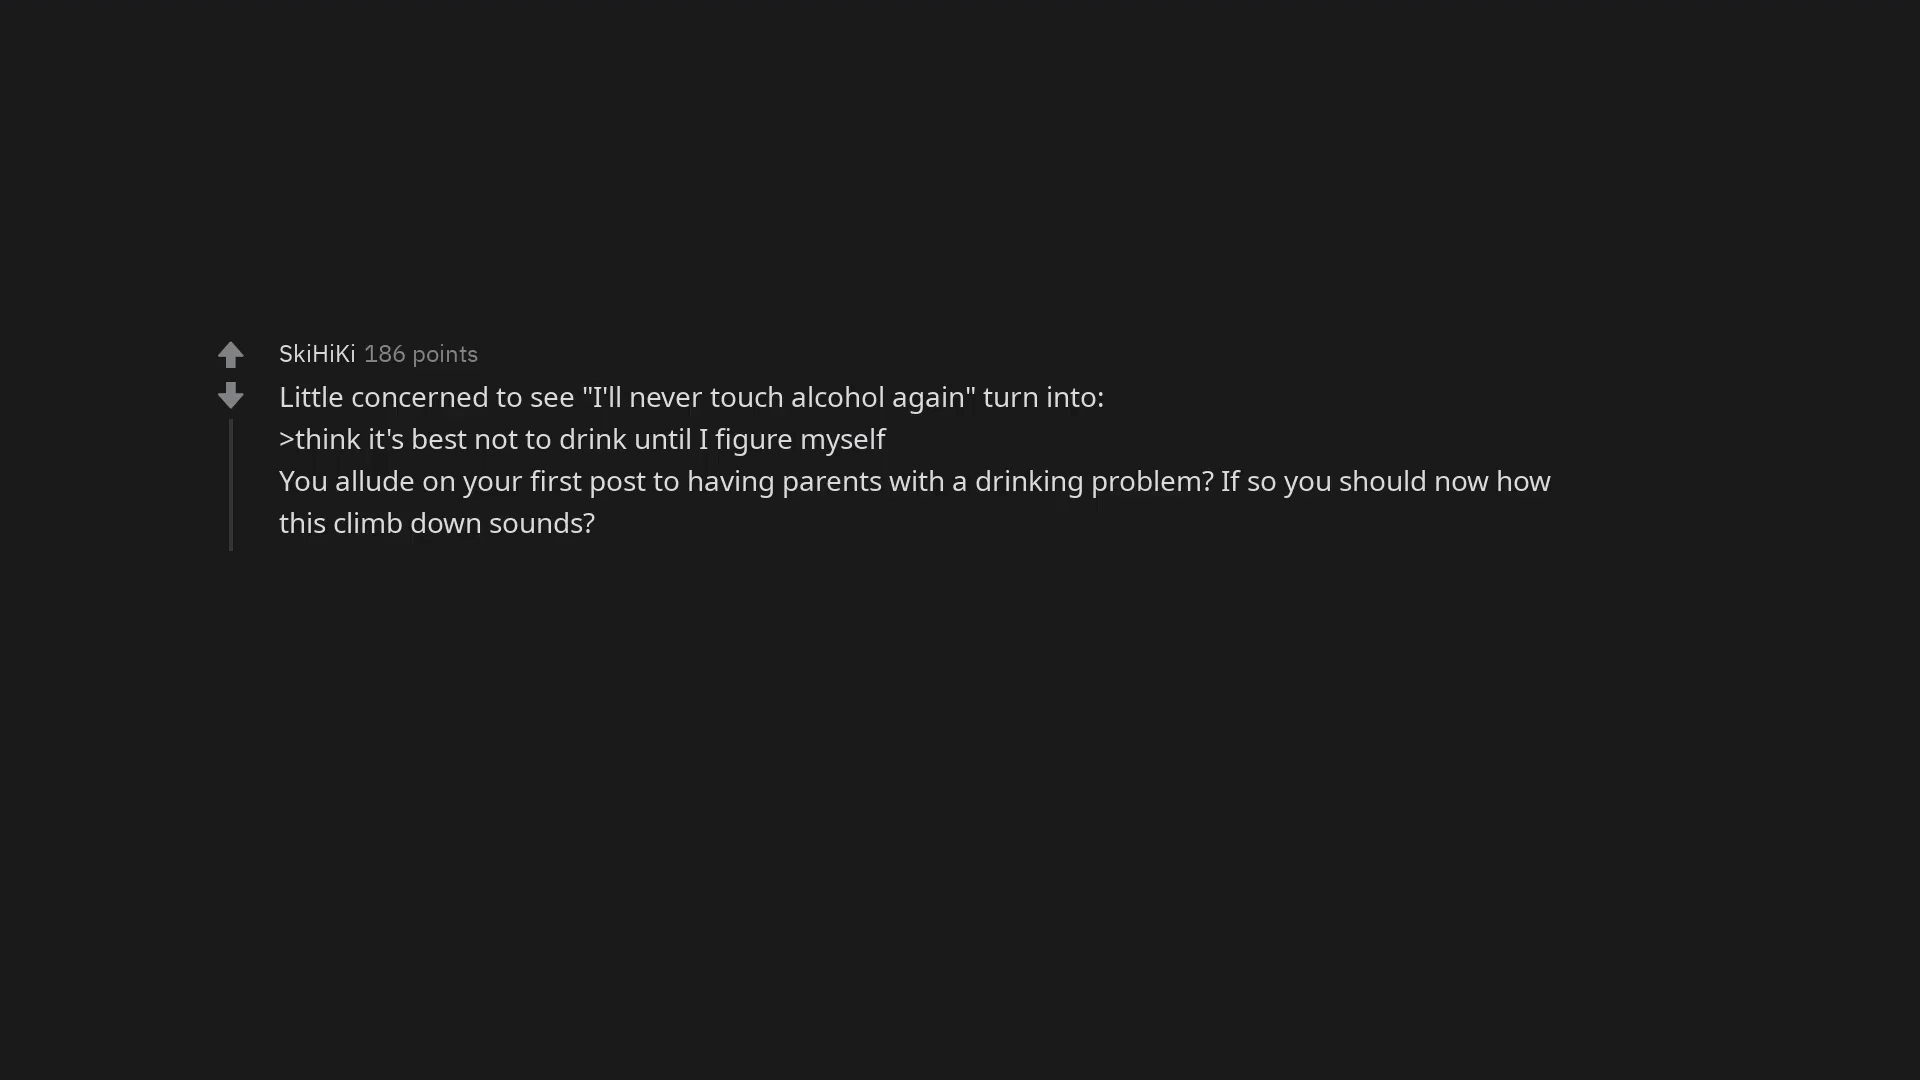 SkiHiKi 186 points
Little concerned to see "I'll never touch alcohol again" turn into:
>think it's best not to drink until I figure myself
You allude on your first post to having parents with a drinking problem? If so you should now how
this climb down sounds?